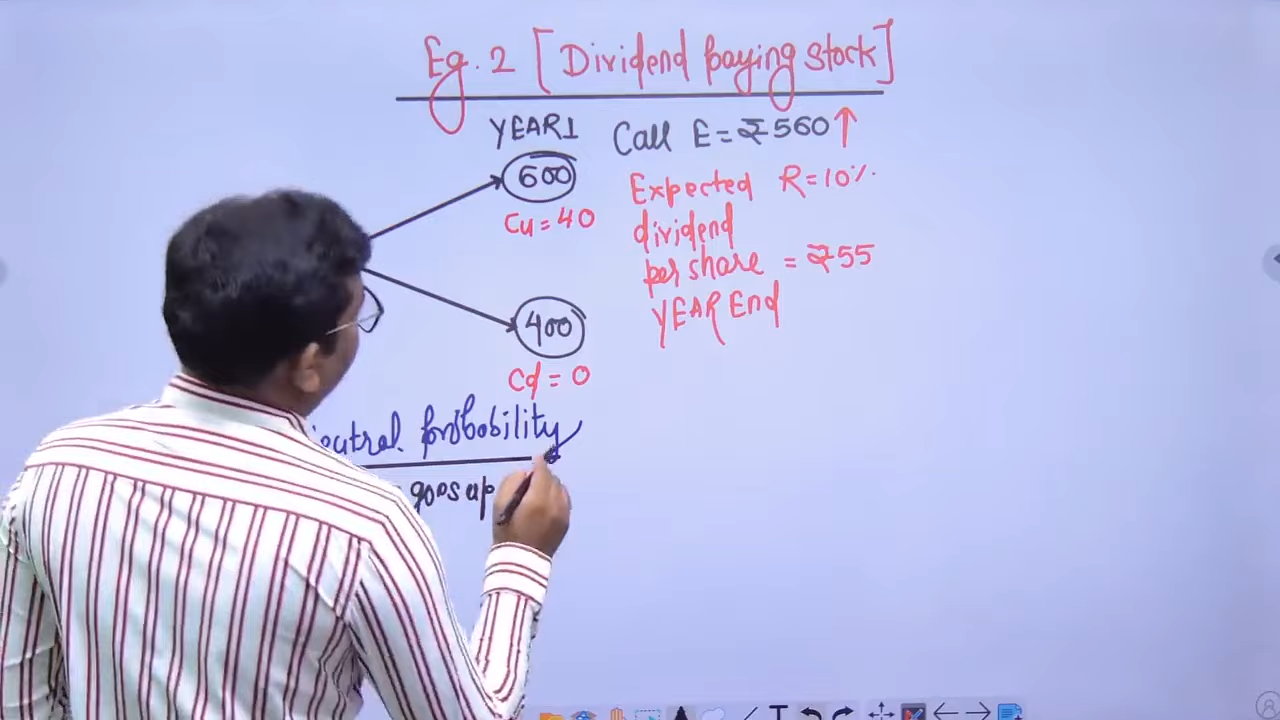 Eg. 2 [Dividend paying stock]
YEAR 1
600
Cu = 40
400
Cd = 0
Call E = ₹560 ↑
Expected R = 10%
dividend
per share = ₹55
YEAR End
neutral probability
goes up